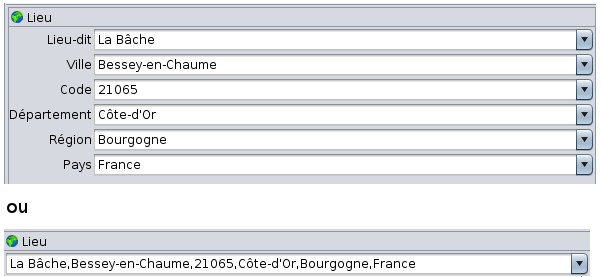 Lieu
Lieu-dit La Bâche
Ville Bessey-en-Chaume
Code 21065
Département Côte-d'Or
Région Bourgogne
Pays France
ou
Lieu
La Bâche,Bessey-en-Chaume,21065,Côte-d'Or,Bourgogne,France